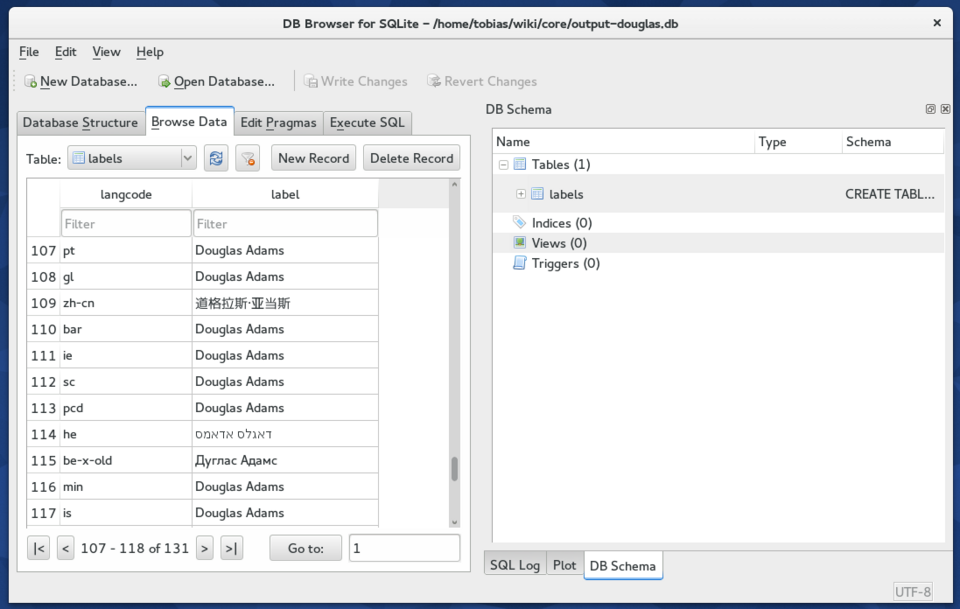 DB Browser for SQLite – /home/tobias/wiki/core/output-douglas.db
File Edit View Help
New Database... Open Database... Write Changes Revert Changes
DB Schema
Database Structure Browse Data Edit Pragmas Execute SQL
Table: labels New Record Delete Record
langcode label
Filter Filter
107 pt Douglas Adams
108 gl Douglas Adams
109 zh-cn 道格拉斯·亚当斯
110 bar Douglas Adams
111 ie Douglas Adams
112 sc Douglas Adams
113 pcd Douglas Adams
114 he דאגלס אדאמס
115 be-x-old Дуглас Адамс
116 min Douglas Adams
117 is Douglas Adams
|< < 107 - 118 of 131 > >| Go to: 1
Name Type Schema
Tables (1)
labels CREATE TABL...
Indices (0)
Views (0)
Triggers (0)
SQL Log Plot DB Schema
UTF-8